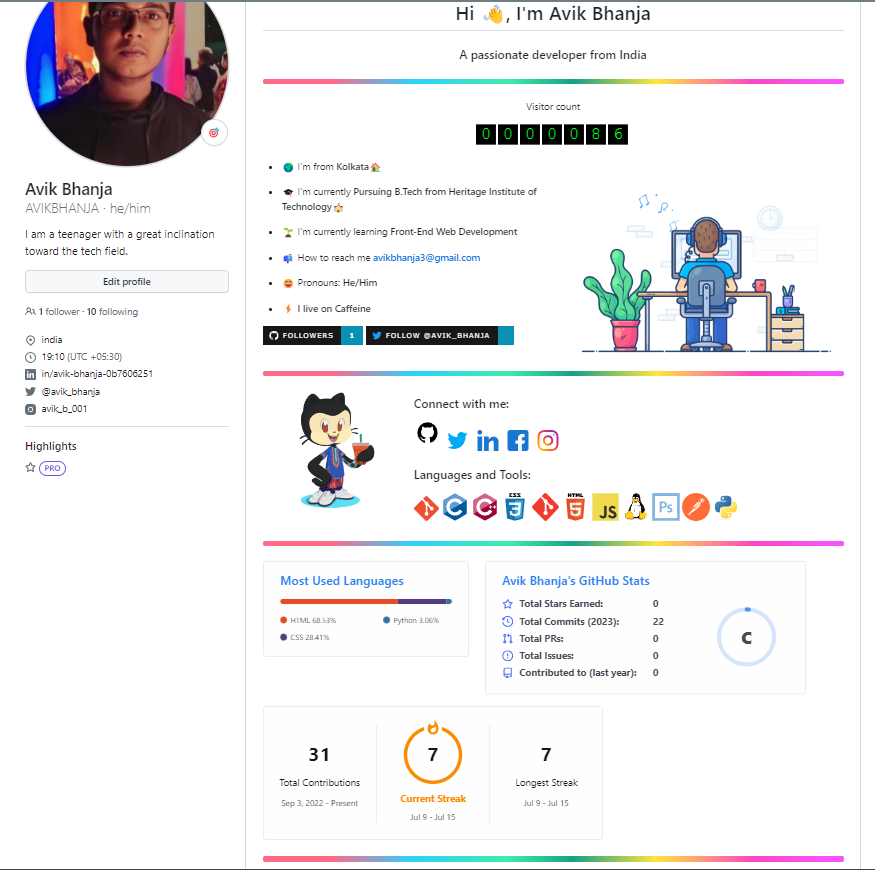 Avik Bhanja
AVIKBHANJA · he/him
I am a teenager with a great inclination
toward the tech field.
Edit profile
1 follower · 10 following
india
19:10 (UTC +05:30)
in/avik-bhanja-0b7606251
@avik_bhanja
avik_b_001
Highlights
PRO
Hi 👋, I'm Avik Bhanja
A passionate developer from India
Visitor count
0 0 0 0 0 8 6
🌍 I'm from Kolkata🏠
🎓 I'm currently Pursuing B.Tech from Heritage Institute of
Technology🏫
🌱 I'm currently learning Front-End Web Development
📫 How to reach me avikbhanja3@gmail.com
😄 Pronouns: He/Him
⚡ I live on Caffeine
FOLLOWERS 1 FOLLOW @AVIK_BHANJA
Connect with me:
Languages and Tools:
C C++ CSS 3 HTML 5 JS Ps
Most Used Languages
HTML 68.53% Python 3.06%
CSS 28.41%
Avik Bhanja's GitHub Stats
Total Stars Earned: 0
Total Commits (2023): 22
Total PRs: 0
Total Issues: 0
Contributed to (last year): 0
C
31
Total Contributions
Sep 3, 2022 - Present
7
Current Streak
Jul 9 - Jul 15
7
Longest Streak
Jul 9 - Jul 15